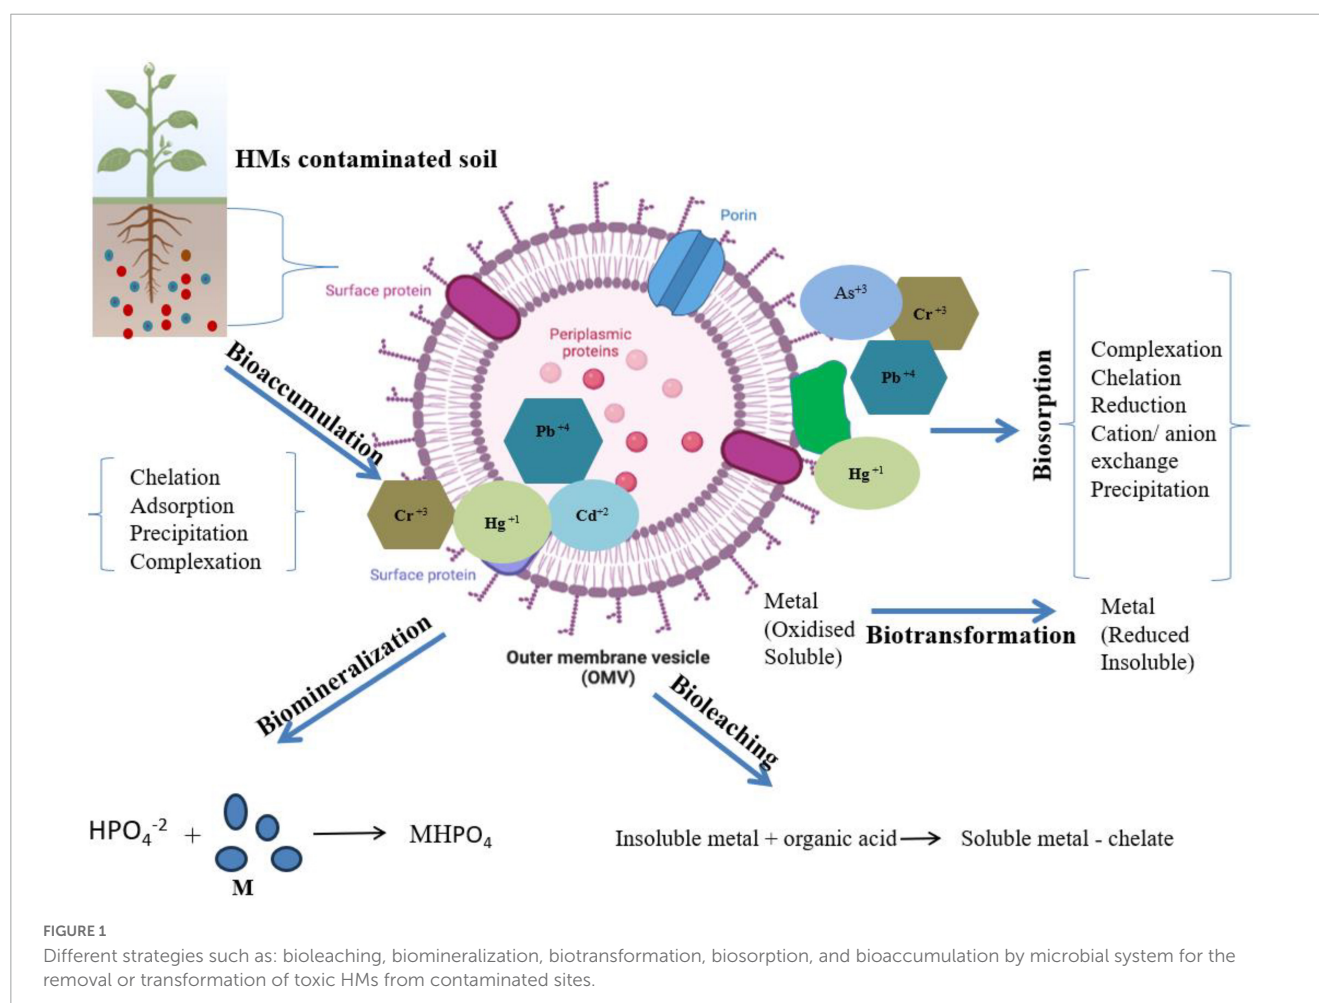 HMs contaminated soil
Porin
Surface protein
As+3
Cr+3
Periplasmic
proteins
Bioaccumulation
Pb+4
Pb+4
Biosorption
Complexation
Chelation
Reduction
Cation/ anion
exchange
Precipitation
Chelation
Adsorption
Precipitation
Complexation
Hg+1
Cr+3
Hg+1
Cd+2
Surface protein
Metal
(Oxidised
Soluble)
Biotransformation
Metal
(Reduced
Insoluble)
Biomineralization
Outer membrane vesicle
(OMV)
Bioleaching
HPO₄⁻² +
M
MHPO₄
Insoluble metal + organic acid
Soluble metal - chelate
FIGURE 1
Different strategies such as: bioleaching, biomineralization, biotransformation, biosorption, and bioaccumulation by microbial system for the
removal or transformation of toxic HMs from contaminated sites.